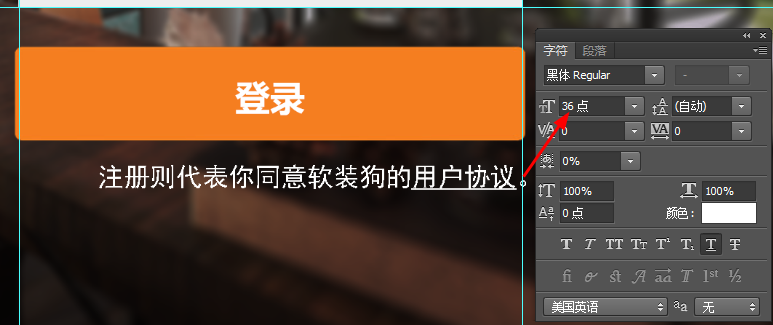 登录
注册则代表你同意软装狗的用户协议。
字符 段落
黑体 Regular -
36 点 (自动)
0 0
0%
100% 100%
0 点 颜色：
T T TT Tт T¹ T₁ T T
fi st A aa T 1st ½
美国英语 aa 无